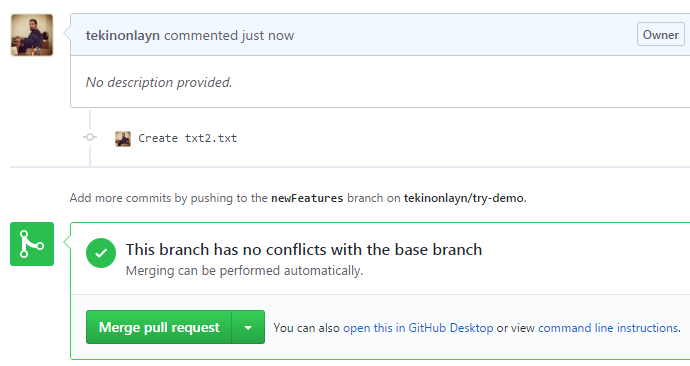 tekinonlayn commented just now
Owner
No description provided.
Create txt2.txt
Add more commits by pushing to the newFeatures branch on tekinonlayn/try-demo.
This branch has no conflicts with the base branch
Merging can be performed automatically.
Merge pull request
You can also open this in GitHub Desktop or view command line instructions.